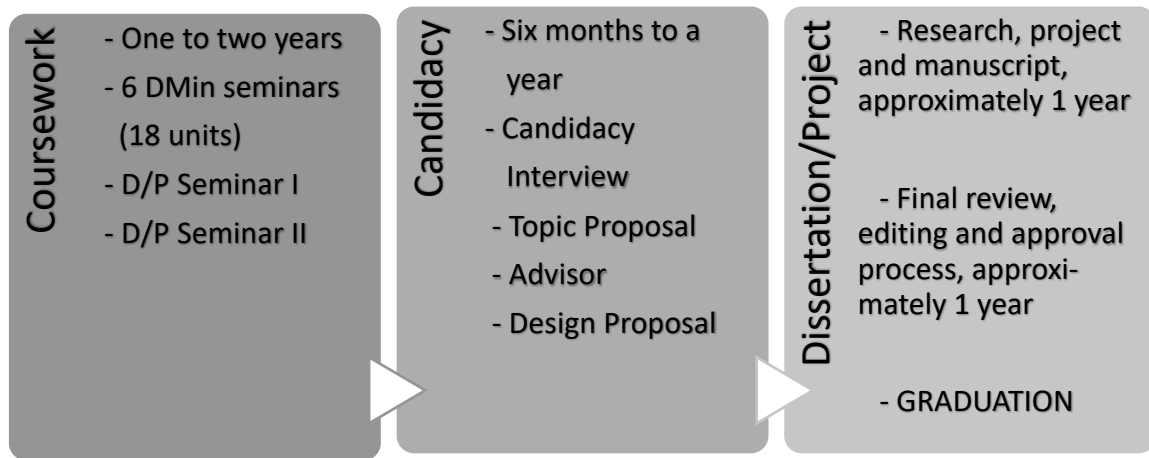 Coursework
- One to two years
- 6 DMin seminars
(18 units)
- D/P Seminar I
- D/P Seminar II
Candidacy
- Six months to a
year
- Candidacy
Interview
- Topic Proposal
- Advisor
- Design Proposal
Dissertation/Project
- Research, project
and manuscript,
approximately 1 year
- Final review,
editing and approval
process, approxi-
mately 1 year
- GRADUATION